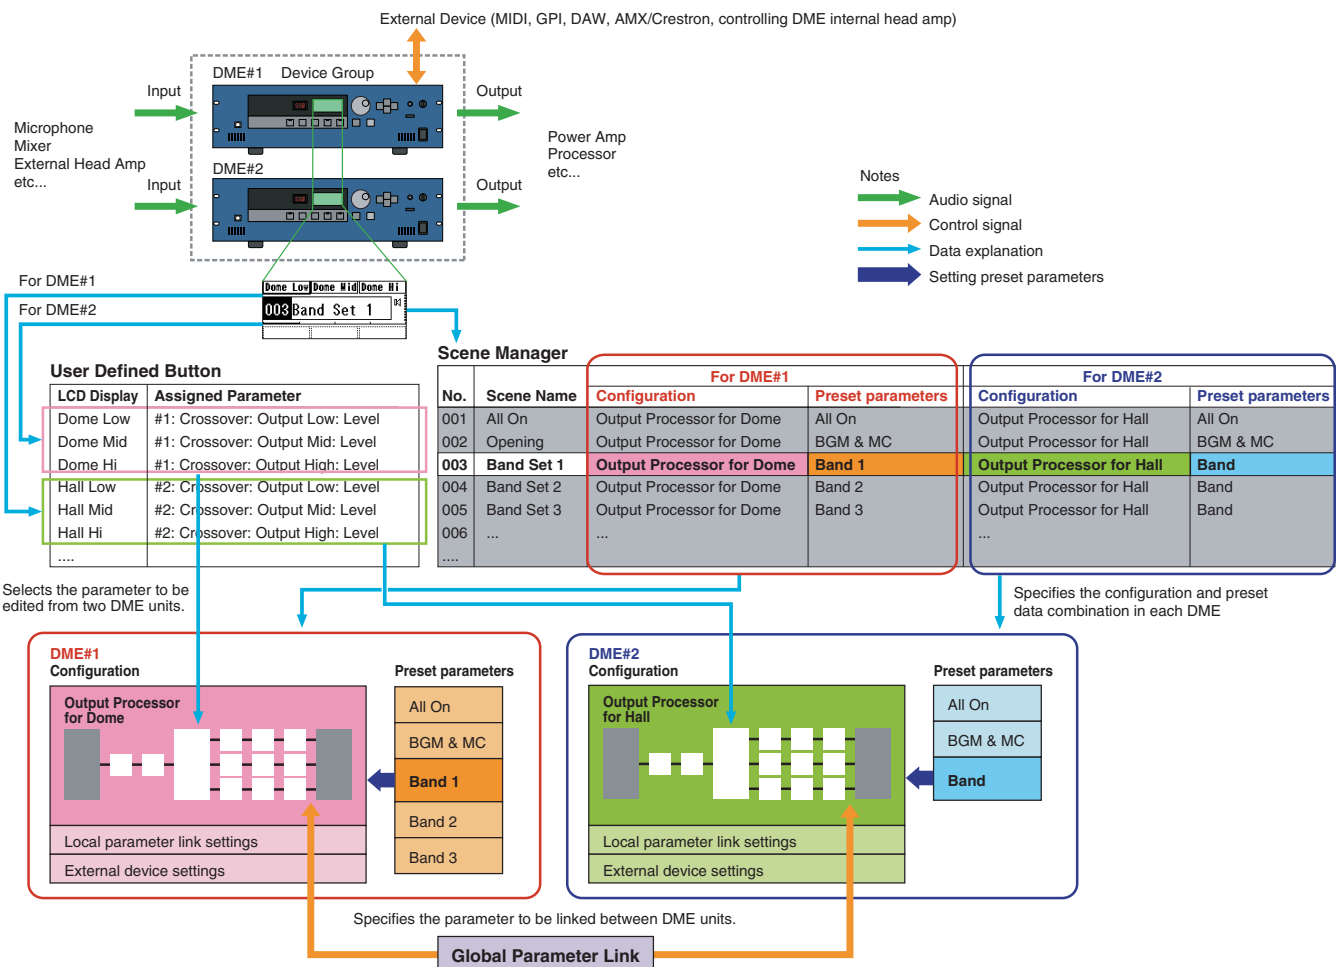 External Device (MIDI, GPI, DAW, AMX/Crestron, controlling DME internal head amp)
DME#1 Device Group
Input
Output
Microphone
Mixer
External Head Amp
etc...
Power Amp
Processor
etc...
DME#2
Input
Output
Notes
Audio signal
Control signal
Data explanation
Setting preset parameters
For DME#1
For DME#2
Dome Low Dome Mid Dome Hi
003 Band Set 1
User Defined Button
LCD Display Assigned Parameter
Dome Low #1: Crossover: Output Low: Level
Dome Mid #1: Crossover: Output Mid: Level
Dome Hi #1: Crossover: Output High: Level
Hall Low #2: Crossover: Output Low: Level
Hall Mid #2: Crossover: Output Mid: Level
Hall Hi #2: Crossover: Output High: Level
....
Scene Manager
For DME#1 For DME#2
No. Scene Name Configuration Preset parameters Configuration Preset parameters
001 All On Output Processor for Dome All On Output Processor for Hall All On
002 Opening Output Processor for Dome BGM & MC Output Processor for Hall BGM & MC
003 Band Set 1 Output Processor for Dome Band 1 Output Processor for Hall Band
004 Band Set 2 Output Processor for Dome Band 2 Output Processor for Hall Band
005 Band Set 3 Output Processor for Dome Band 3 Output Processor for Hall Band
006 ... ... ...
....
Selects the parameter to be
edited from two DME units.
Specifies the configuration and preset
data combination in each DME
DME#1
Configuration
Preset parameters
Output Processor
for Dome
All On
BGM & MC
Band 1
Band 2
Band 3
Local parameter link settings
External device settings
DME#2
Configuration
Preset parameters
Output Processor
for Hall
All On
BGM & MC
Band
Local parameter link settings
External device settings
Specifies the parameter to be linked between DME units.
Global Parameter Link